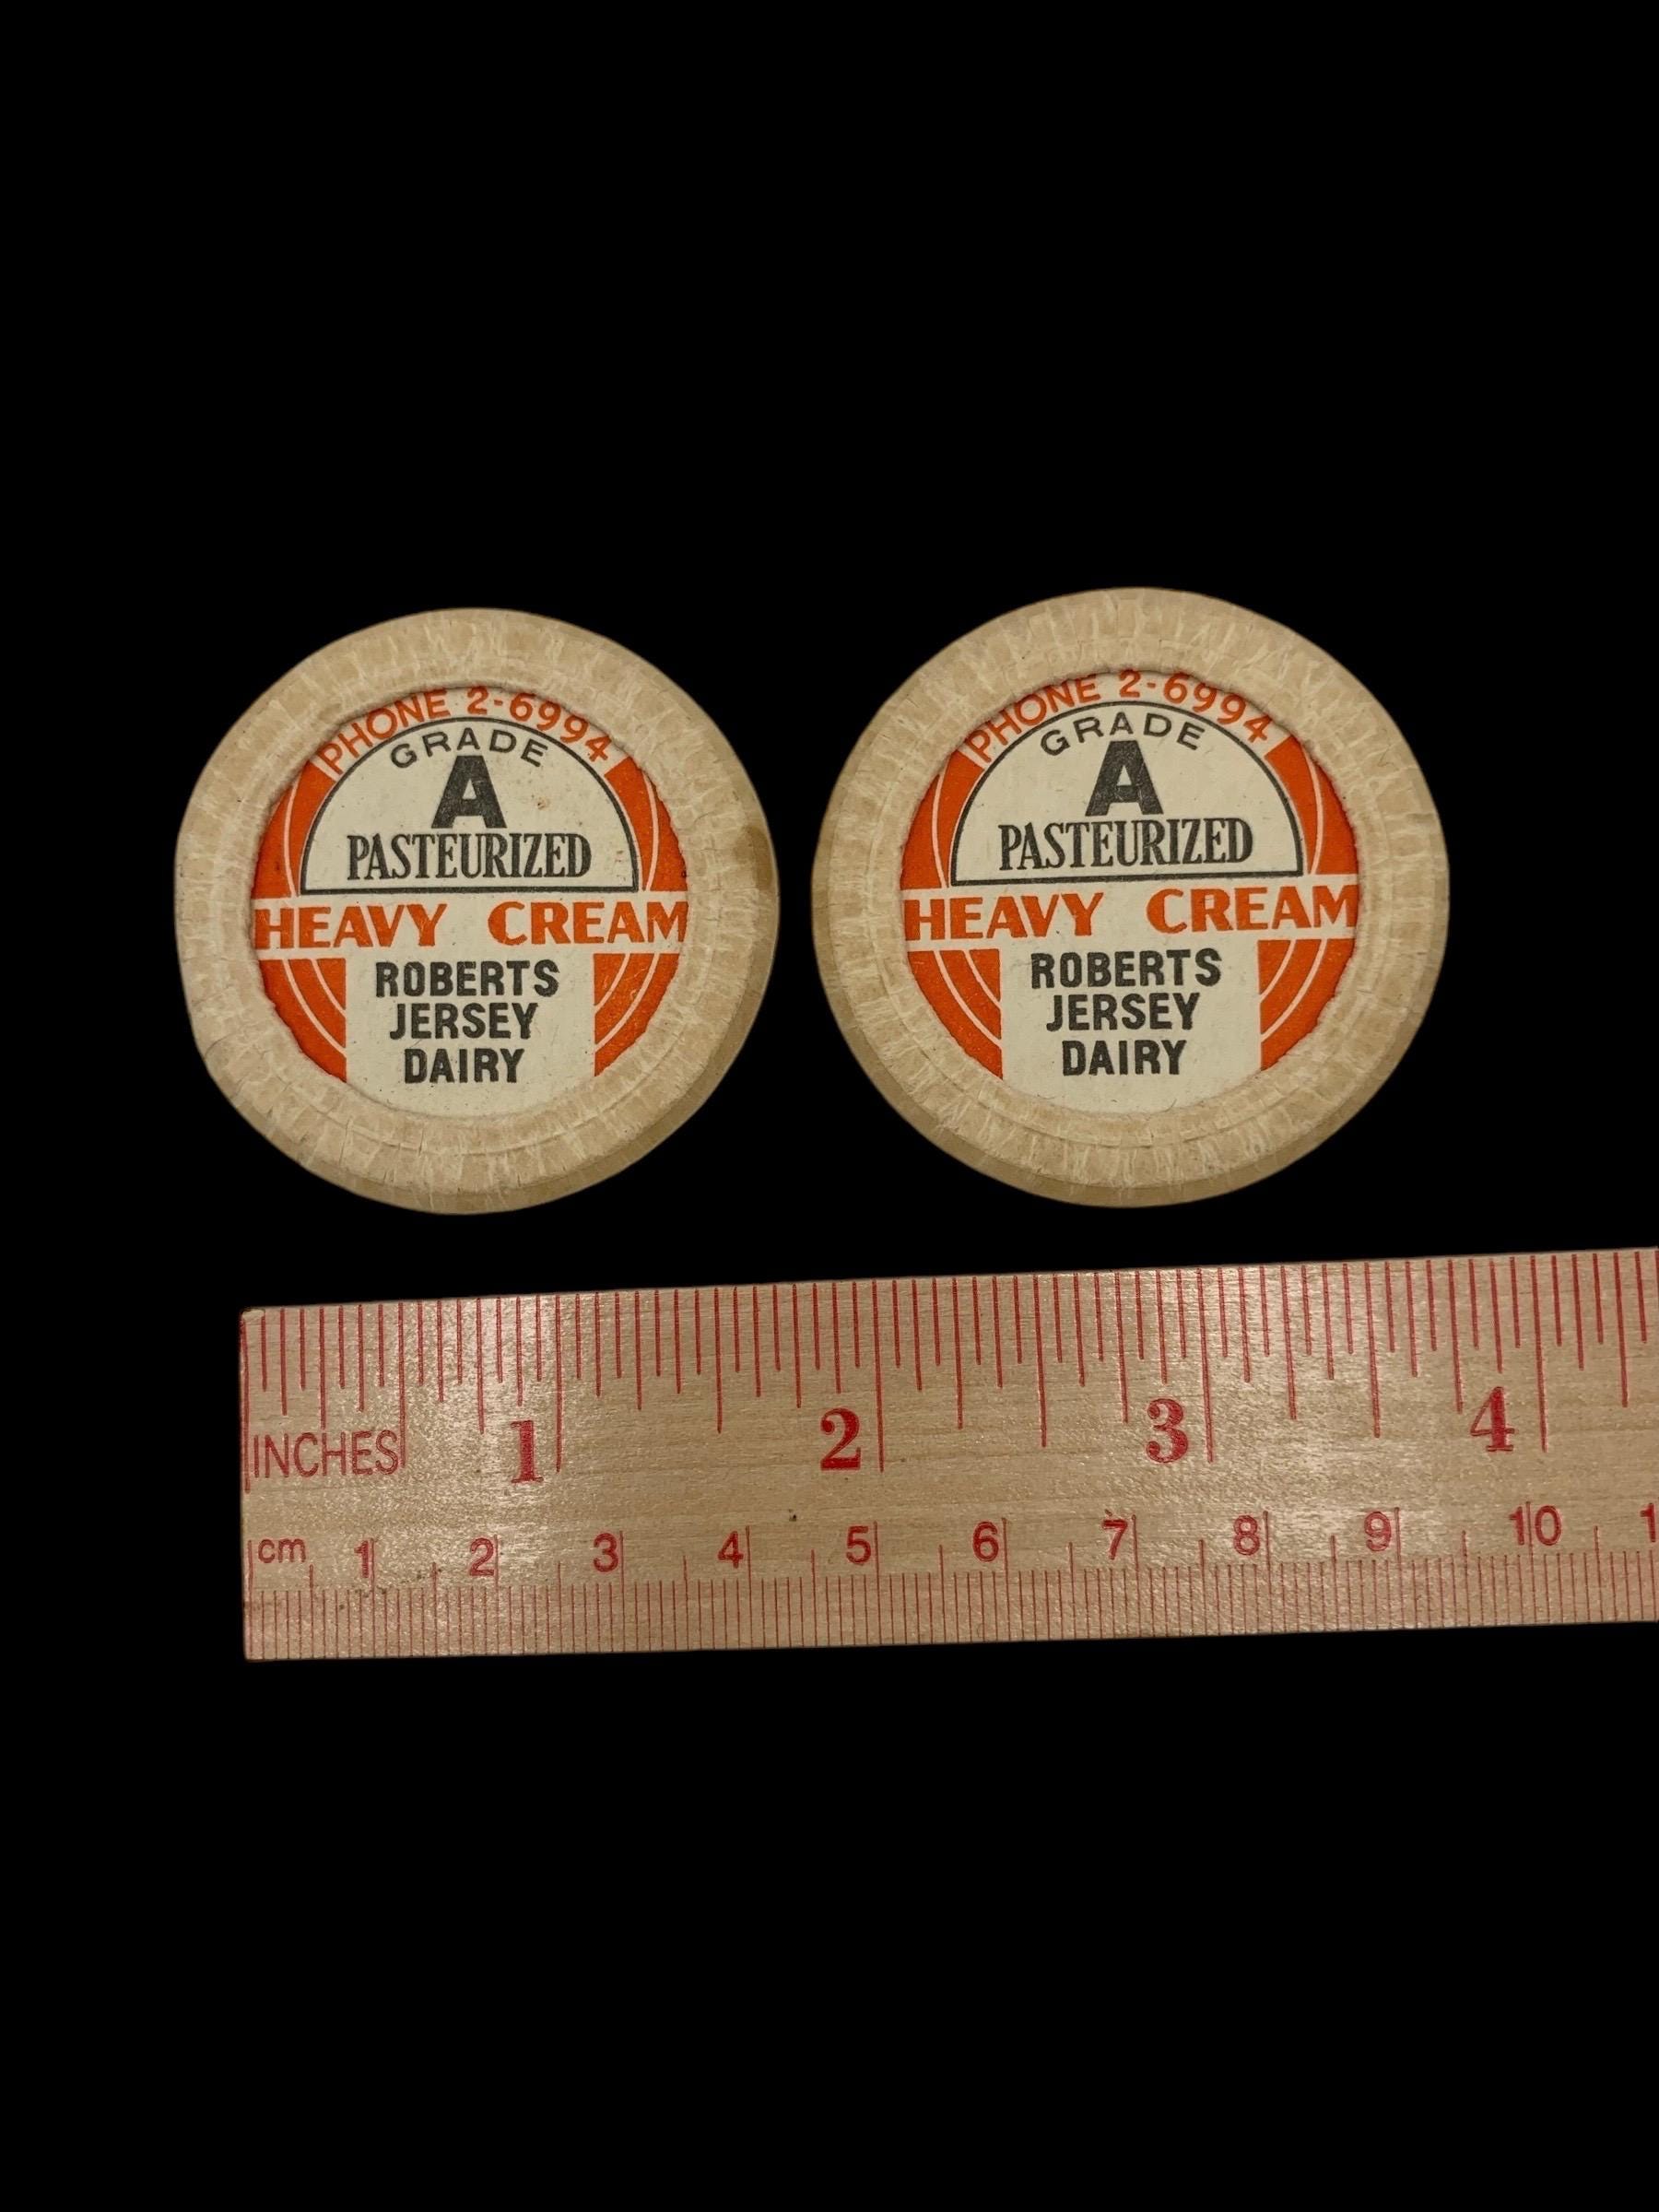 PHONE 2-6994
GRADE
A
PASTEURIZED
HEAVY CREAM
ROBERTS
JERSEY
DAIRY
PHONE 2-6994
GRADE
A
PASTEURIZED
HEAVY CREAM
ROBERTS
JERSEY
DAIRY
INCHES 1 2 3 4
cm 1 2 3 4 5 6 7 8 9 10 1